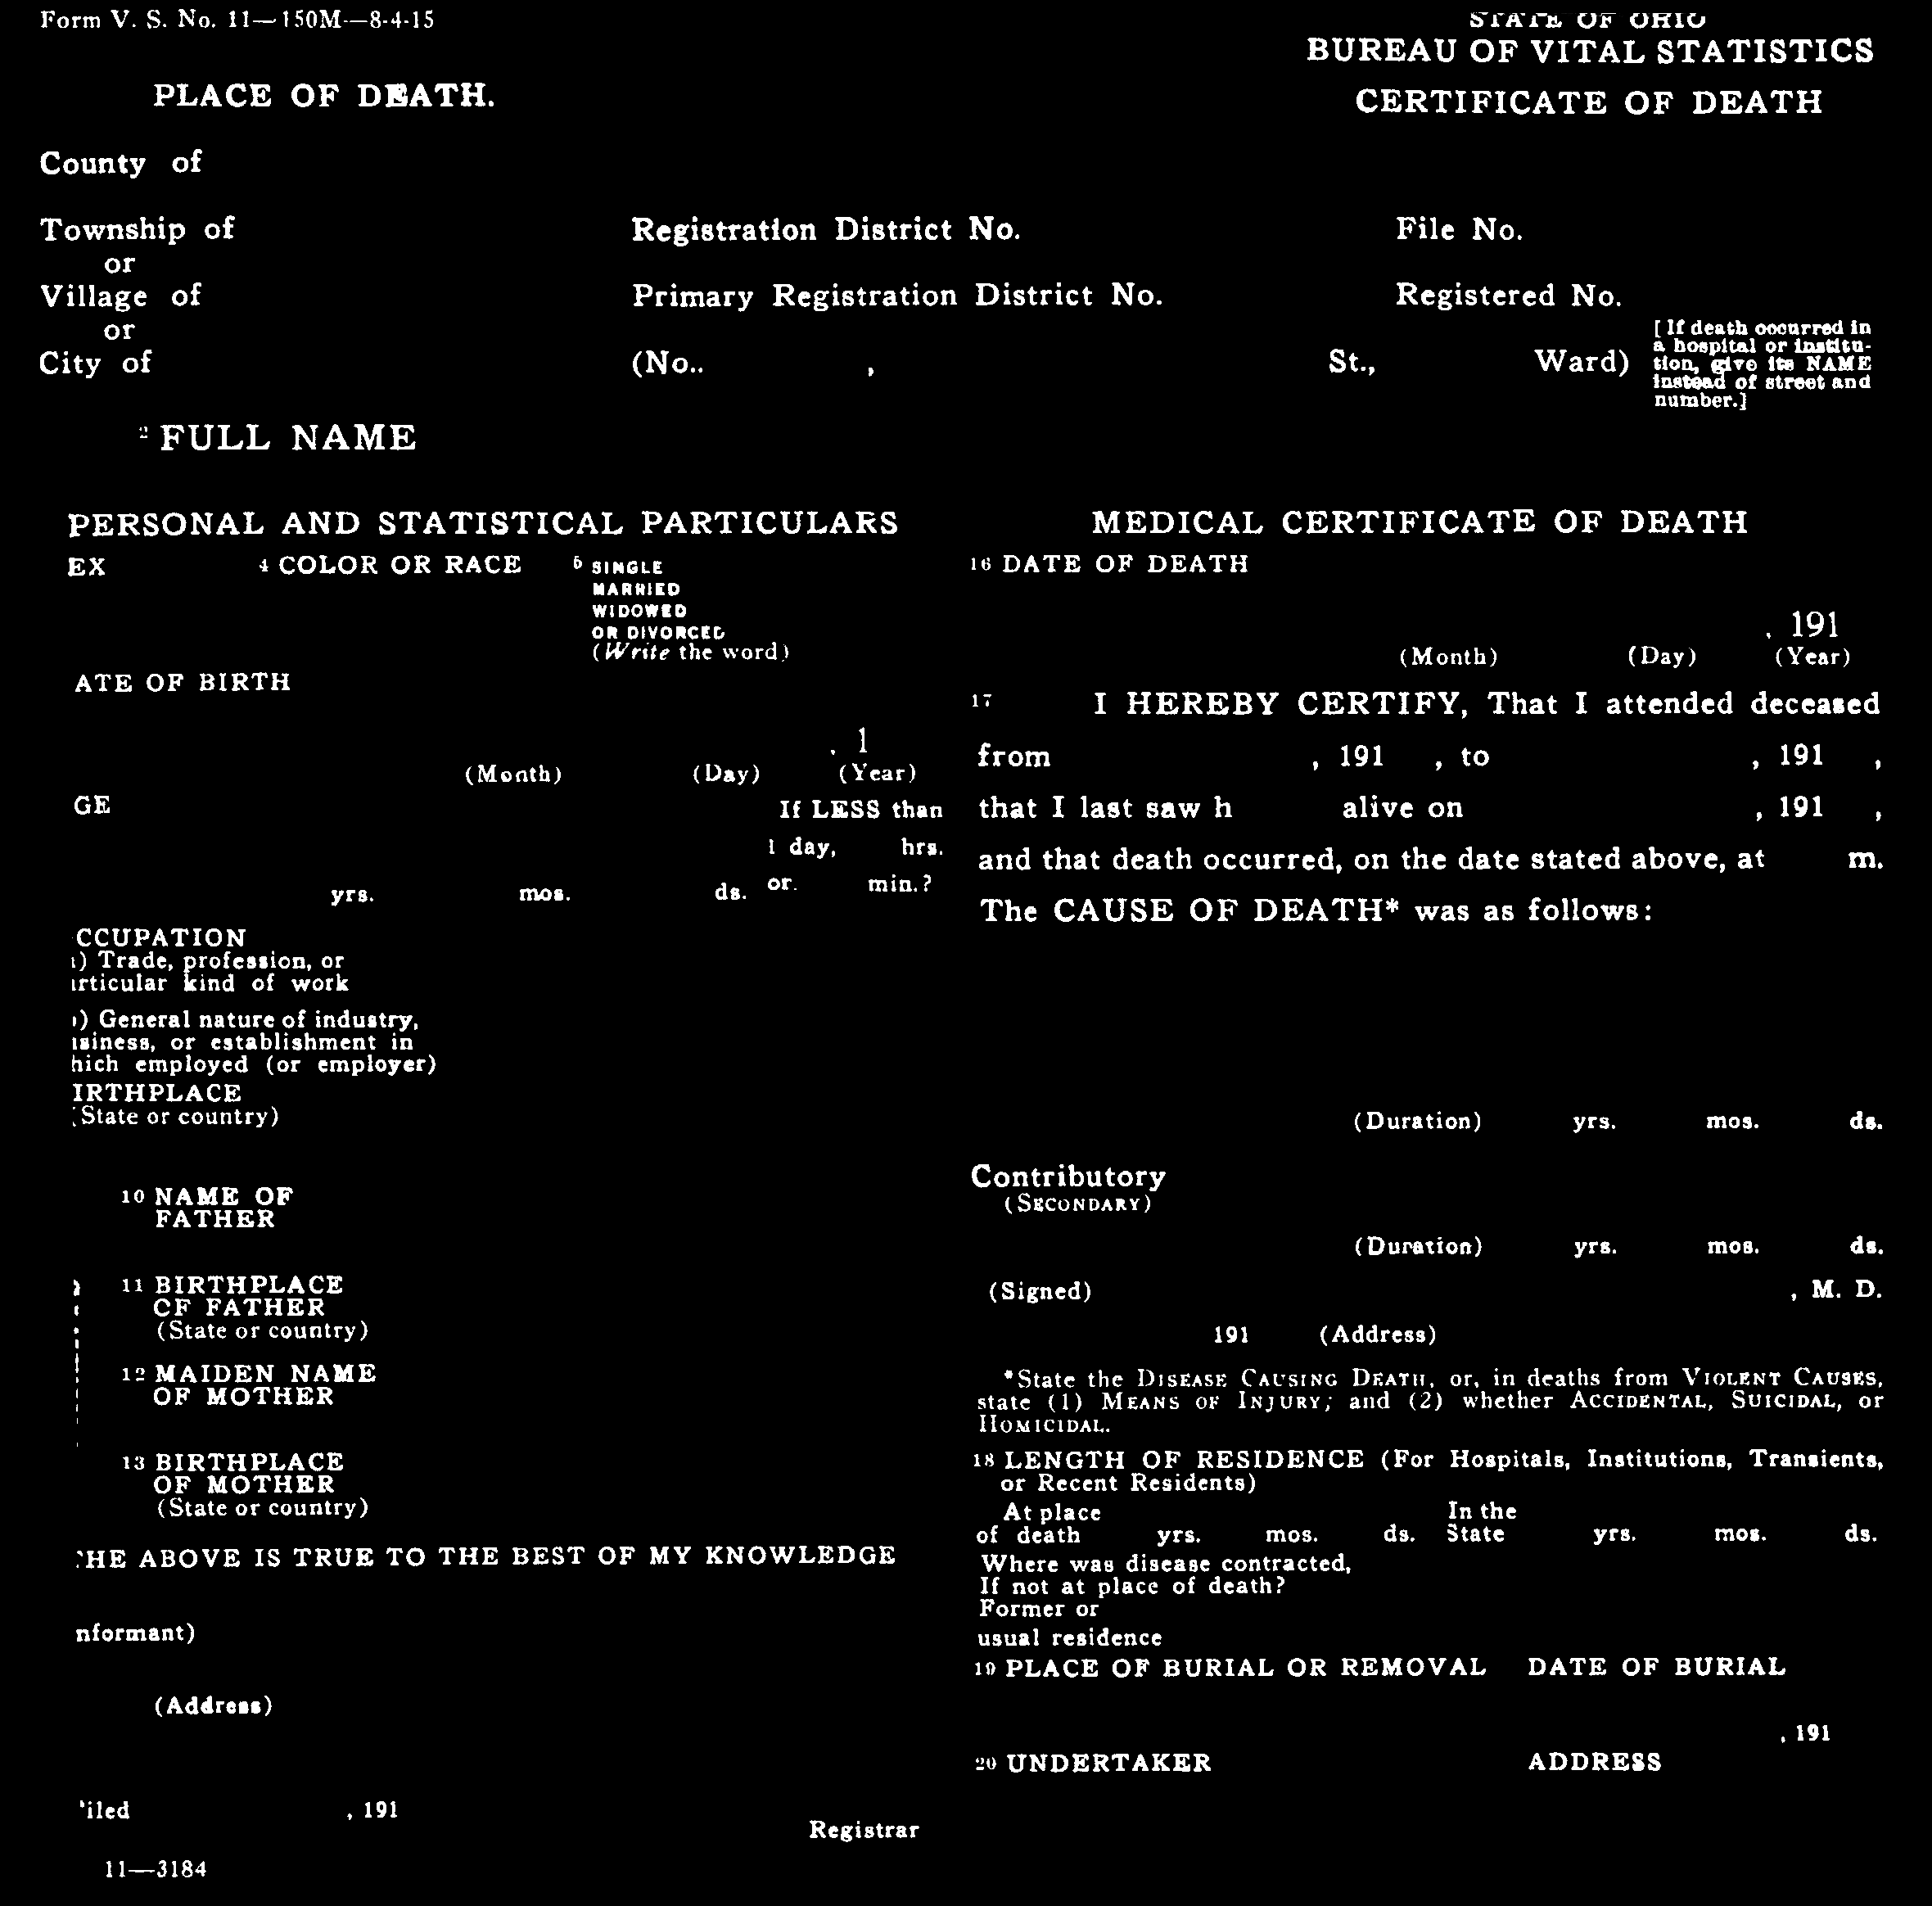 Form V. S. No. 11—150M—8-4-15
STATE OF OHIO
BUREAU OF VITAL STATISTICS
CERTIFICATE OF DEATH
PLACE OF DEATH.
County of
Township of
or
Village of
or
City of
Registration District No.
File No.
Primary Registration District No.
Registered No.
(No.. , St., Ward)
[If death occurred in
a hospital or institu-
tion, give its NAME
instead of street and
number.]
2 FULL NAME
PERSONAL AND STATISTICAL PARTICULARS
EX
4 COLOR OR RACE
5 SINGLE
MARRIED
WIDOWED
OR DIVORCED
(Write the word)
ATE OF BIRTH
, 1
(Month) (Day) (Year)
GE
If LESS than
1 day, hrs.
or. min.?
yrs. mos. ds.
CCUPATION
) Trade, profession, or
rticular kind of work
) General nature of industry,
siness, or establishment in
hich employed (or employer)
IRTHPLACE
(State or country)
10 NAME OF
FATHER
11 BIRTHPLACE
OF FATHER
(State or country)
12 MAIDEN NAME
OF MOTHER
13 BIRTHPLACE
OF MOTHER
(State or country)
HE ABOVE IS TRUE TO THE BEST OF MY KNOWLEDGE
nformant)
(Address)
iled , 191
Registrar
11—3184
MEDICAL CERTIFICATE OF DEATH
16 DATE OF DEATH
, 191
(Month) (Day) (Year)
17 I HEREBY CERTIFY, That I attended deceased
from , 191 , to , 191 ,
that I last saw h alive on , 191 ,
and that death occurred, on the date stated above, at m.
The CAUSE OF DEATH* was as follows:
(Duration) yrs. mos. ds.
Contributory
(SECONDARY)
(Duration) yrs. mos. ds.
(Signed) , M. D.
191 (Address)
*State the DISEASE CAUSING DEATH, or, in deaths from VIOLENT CAUSES,
state (1) MEANS OF INJURY; and (2) whether ACCIDENTAL, SUICIDAL, or
HOMICIDAL.
18 LENGTH OF RESIDENCE (For Hospitals, Institutions, Transients,
or Recent Residents)
At place In the
of death yrs. mos. ds. State yrs. mos. ds.
Where was disease contracted,
If not at place of death?
Former or
usual residence
19 PLACE OF BURIAL OR REMOVAL DATE OF BURIAL
, 191
20 UNDERTAKER ADDRESS